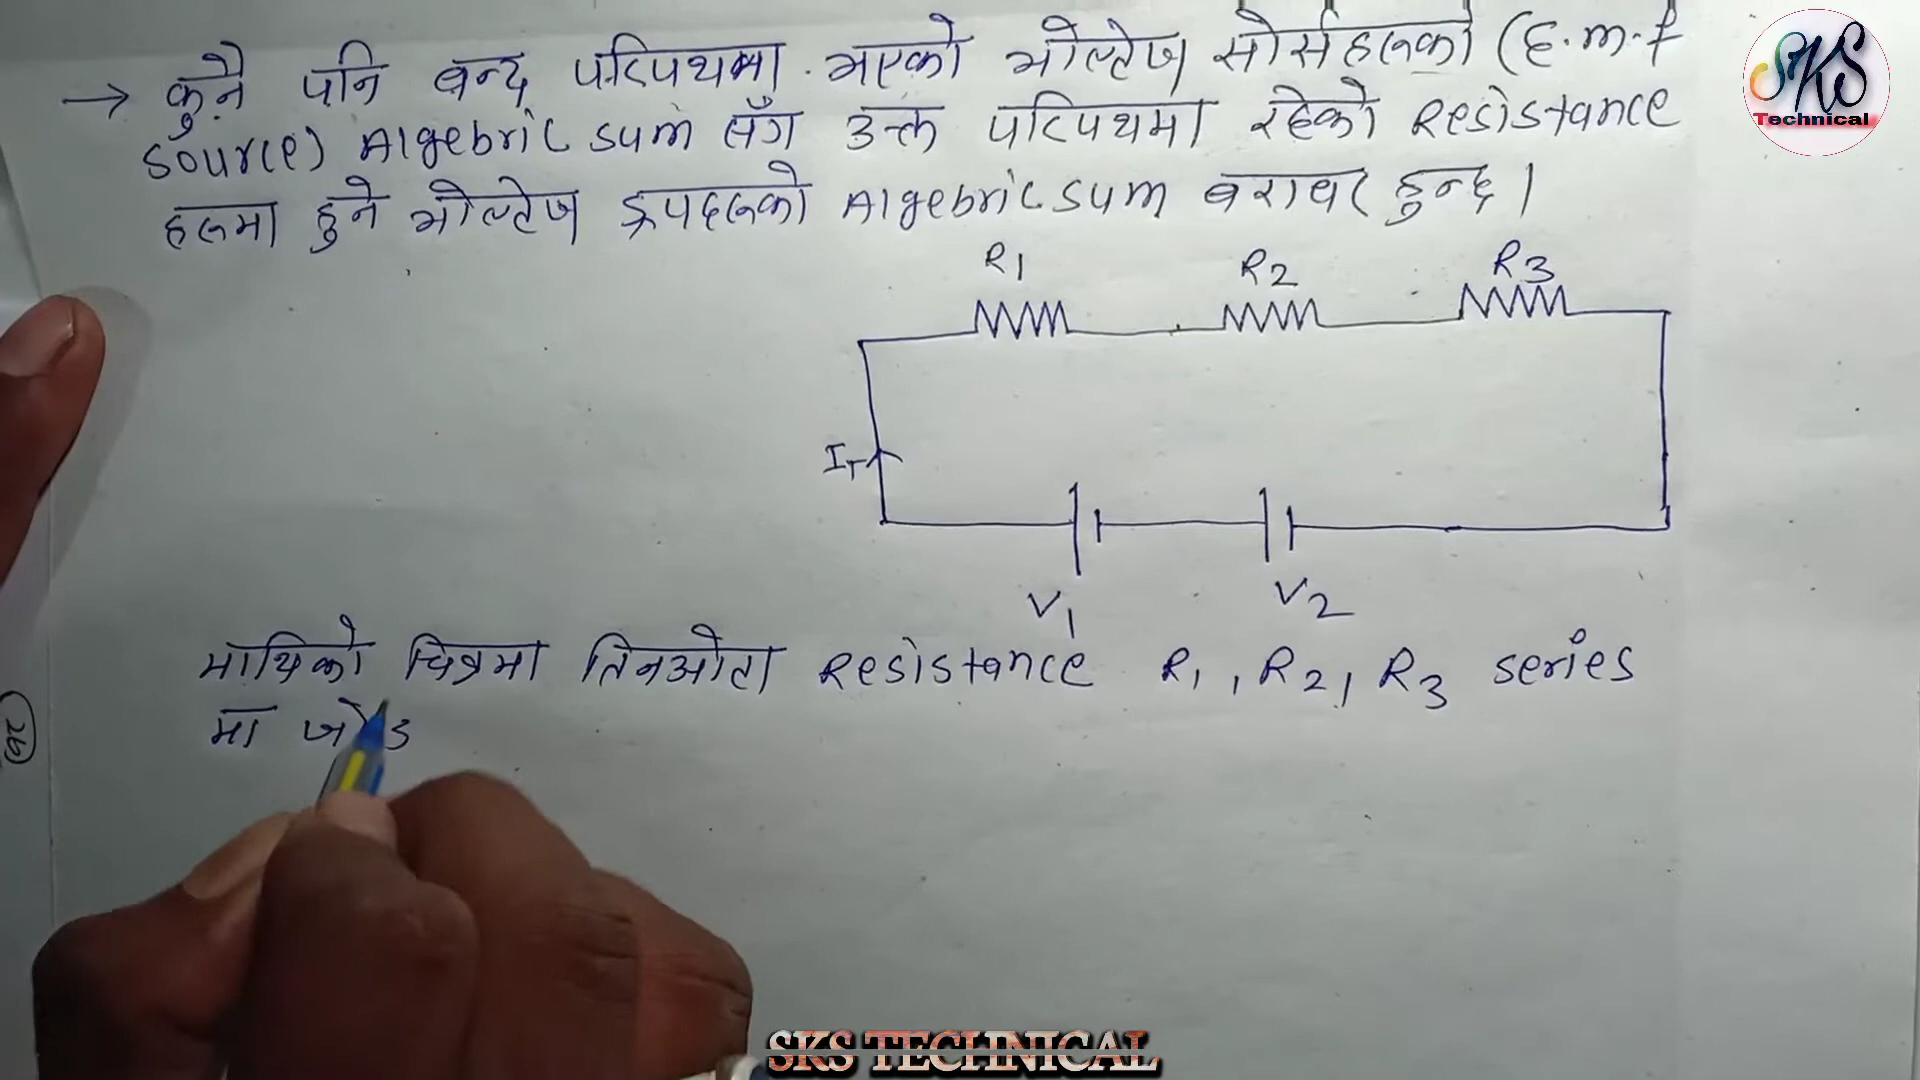 → कुनै पनि बन्द परिपथमा भएको भोल्टेज सोर्सहरुको (E.m.f
source) Algebric sum सँग उक्त परिपथमा रहेको Resistance
हरुमा हुने भोल्टेज ड्रपहरुको Algebric sum बराबर हुन्छ।
R1 R2 R3
IT
V1 V2
माथिको चित्रमा तिनओटा Resistance R1, R2, R3 series
मा जोड
SKS
Technical
SKS TECHNICAL